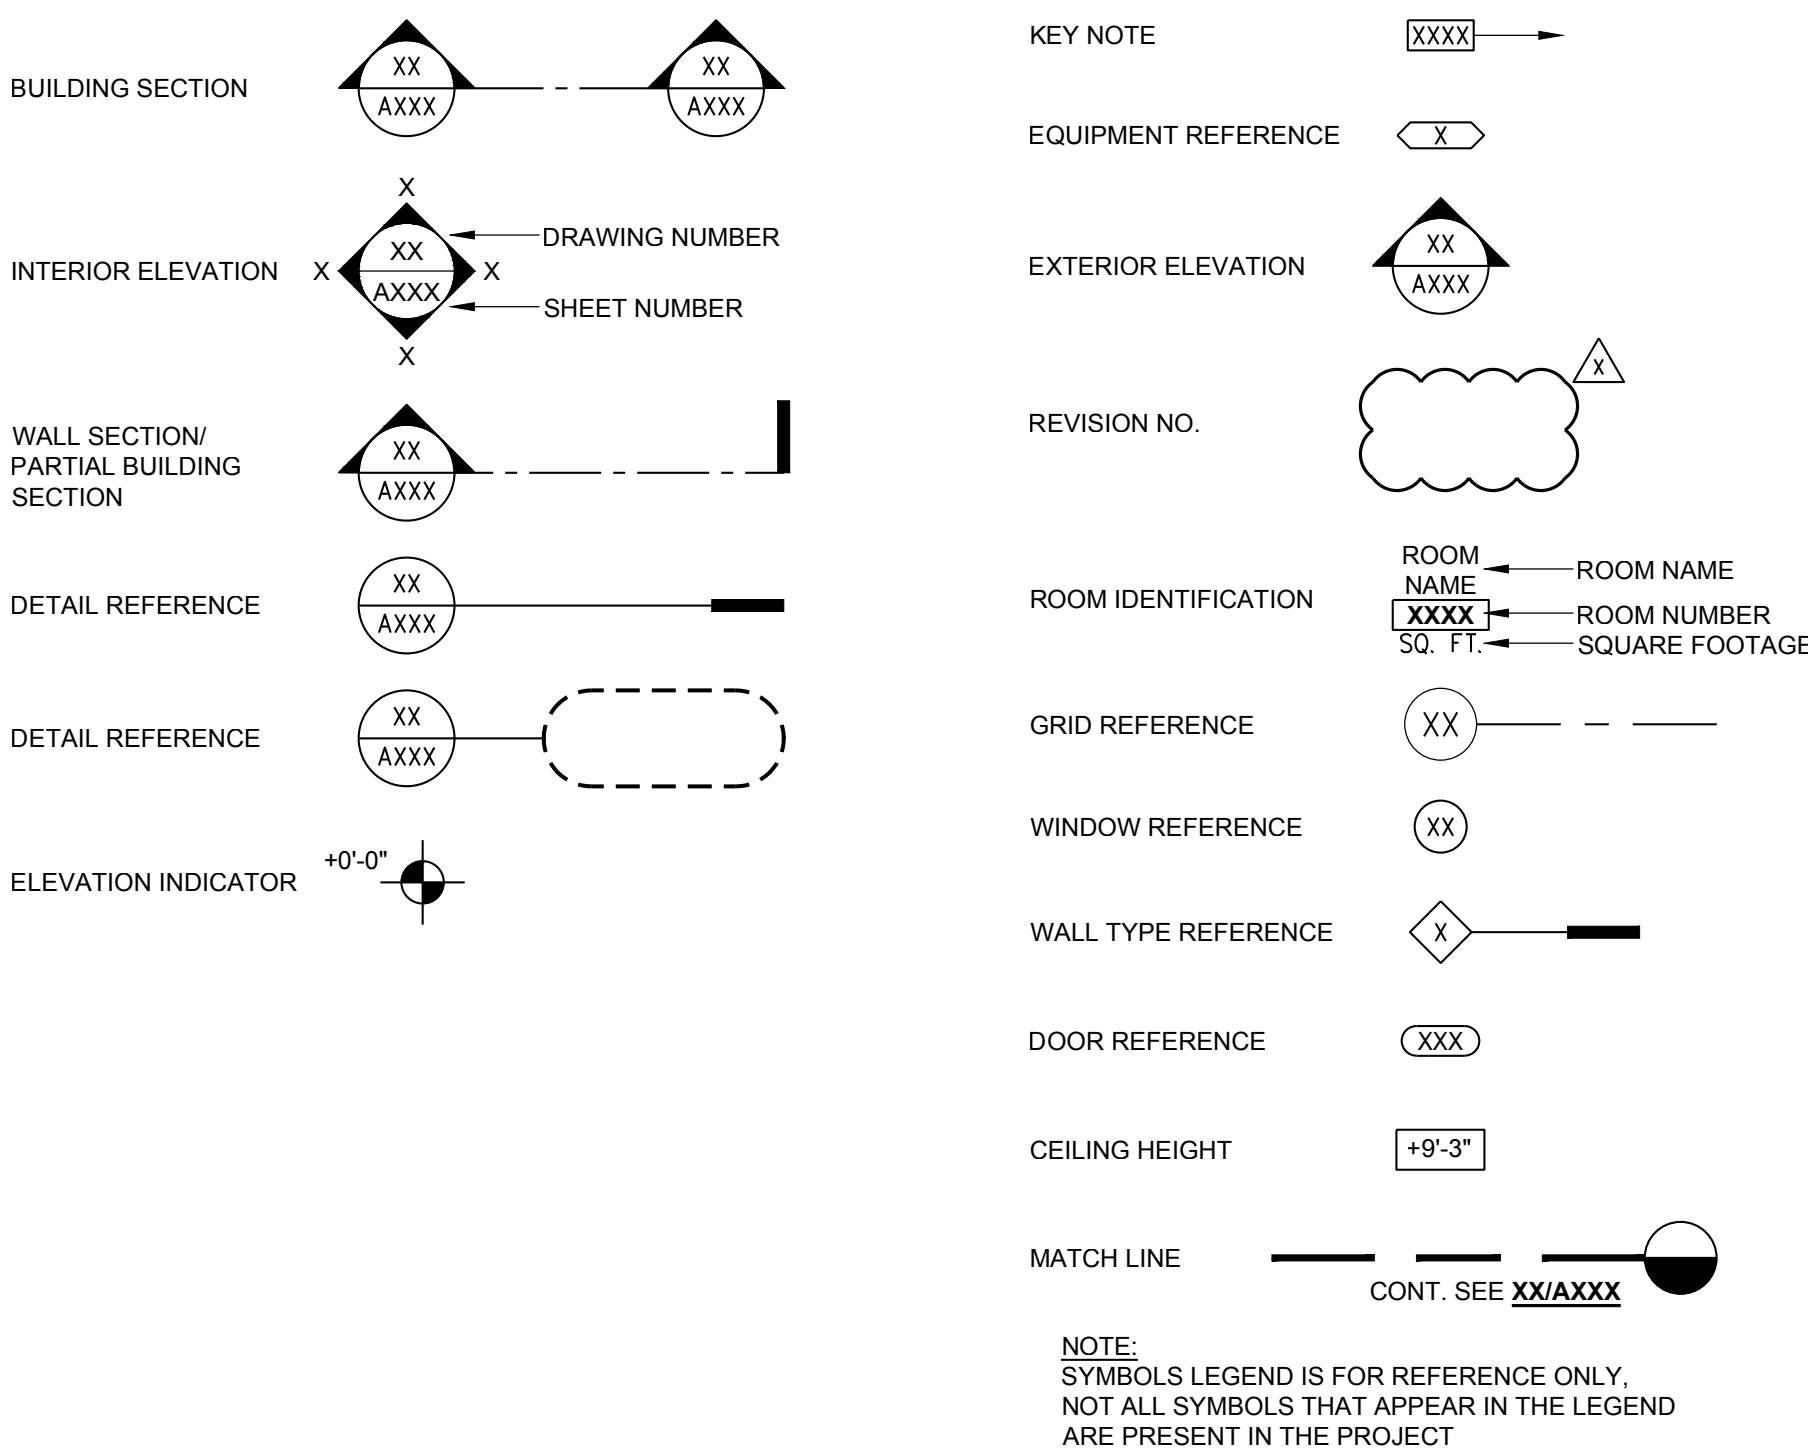 BUILDING SECTION
XX
AXXX
XX
AXXX
INTERIOR ELEVATION
X
X
XX
AXXX
X
X
DRAWING NUMBER
SHEET NUMBER
WALL SECTION/
PARTIAL BUILDING
SECTION
XX
AXXX
DETAIL REFERENCE
XX
AXXX
DETAIL REFERENCE
XX
AXXX
ELEVATION INDICATOR
+0'-0"
KEY NOTE
XXXX
EQUIPMENT REFERENCE
X
EXTERIOR ELEVATION
XX
AXXX
REVISION NO.
X
ROOM IDENTIFICATION
ROOM
NAME
XXXX
SQ. FT.
ROOM NAME
ROOM NUMBER
SQUARE FOOTAGE
GRID REFERENCE
XX
WINDOW REFERENCE
XX
WALL TYPE REFERENCE
X
DOOR REFERENCE
XXX
CEILING HEIGHT
+9'-3"
MATCH LINE
CONT. SEE XX/AXXX
NOTE:
SYMBOLS LEGEND IS FOR REFERENCE ONLY,
NOT ALL SYMBOLS THAT APPEAR IN THE LEGEND
ARE PRESENT IN THE PROJECT